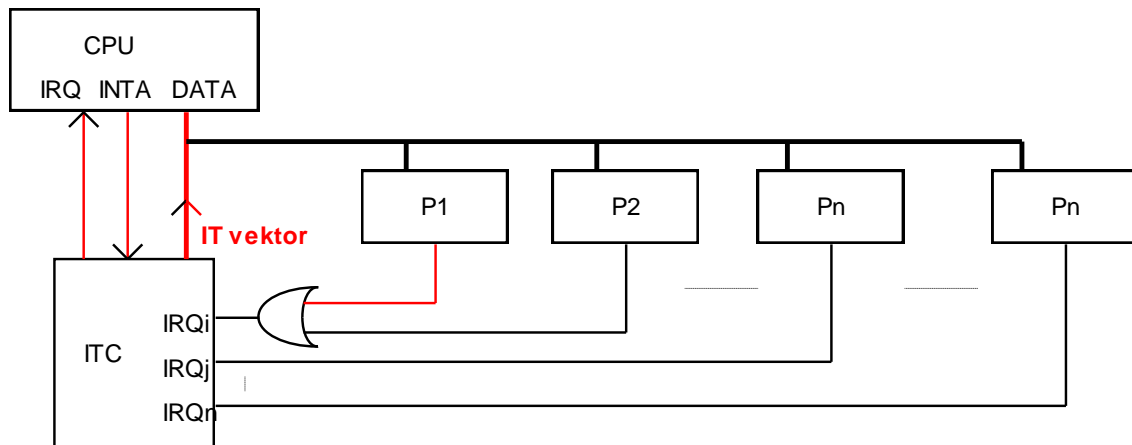 CPU
IRQ INTA DATA
P1 P2 Pn Pn
IT vektor
IRQi
ITC
IRQj
IRQn